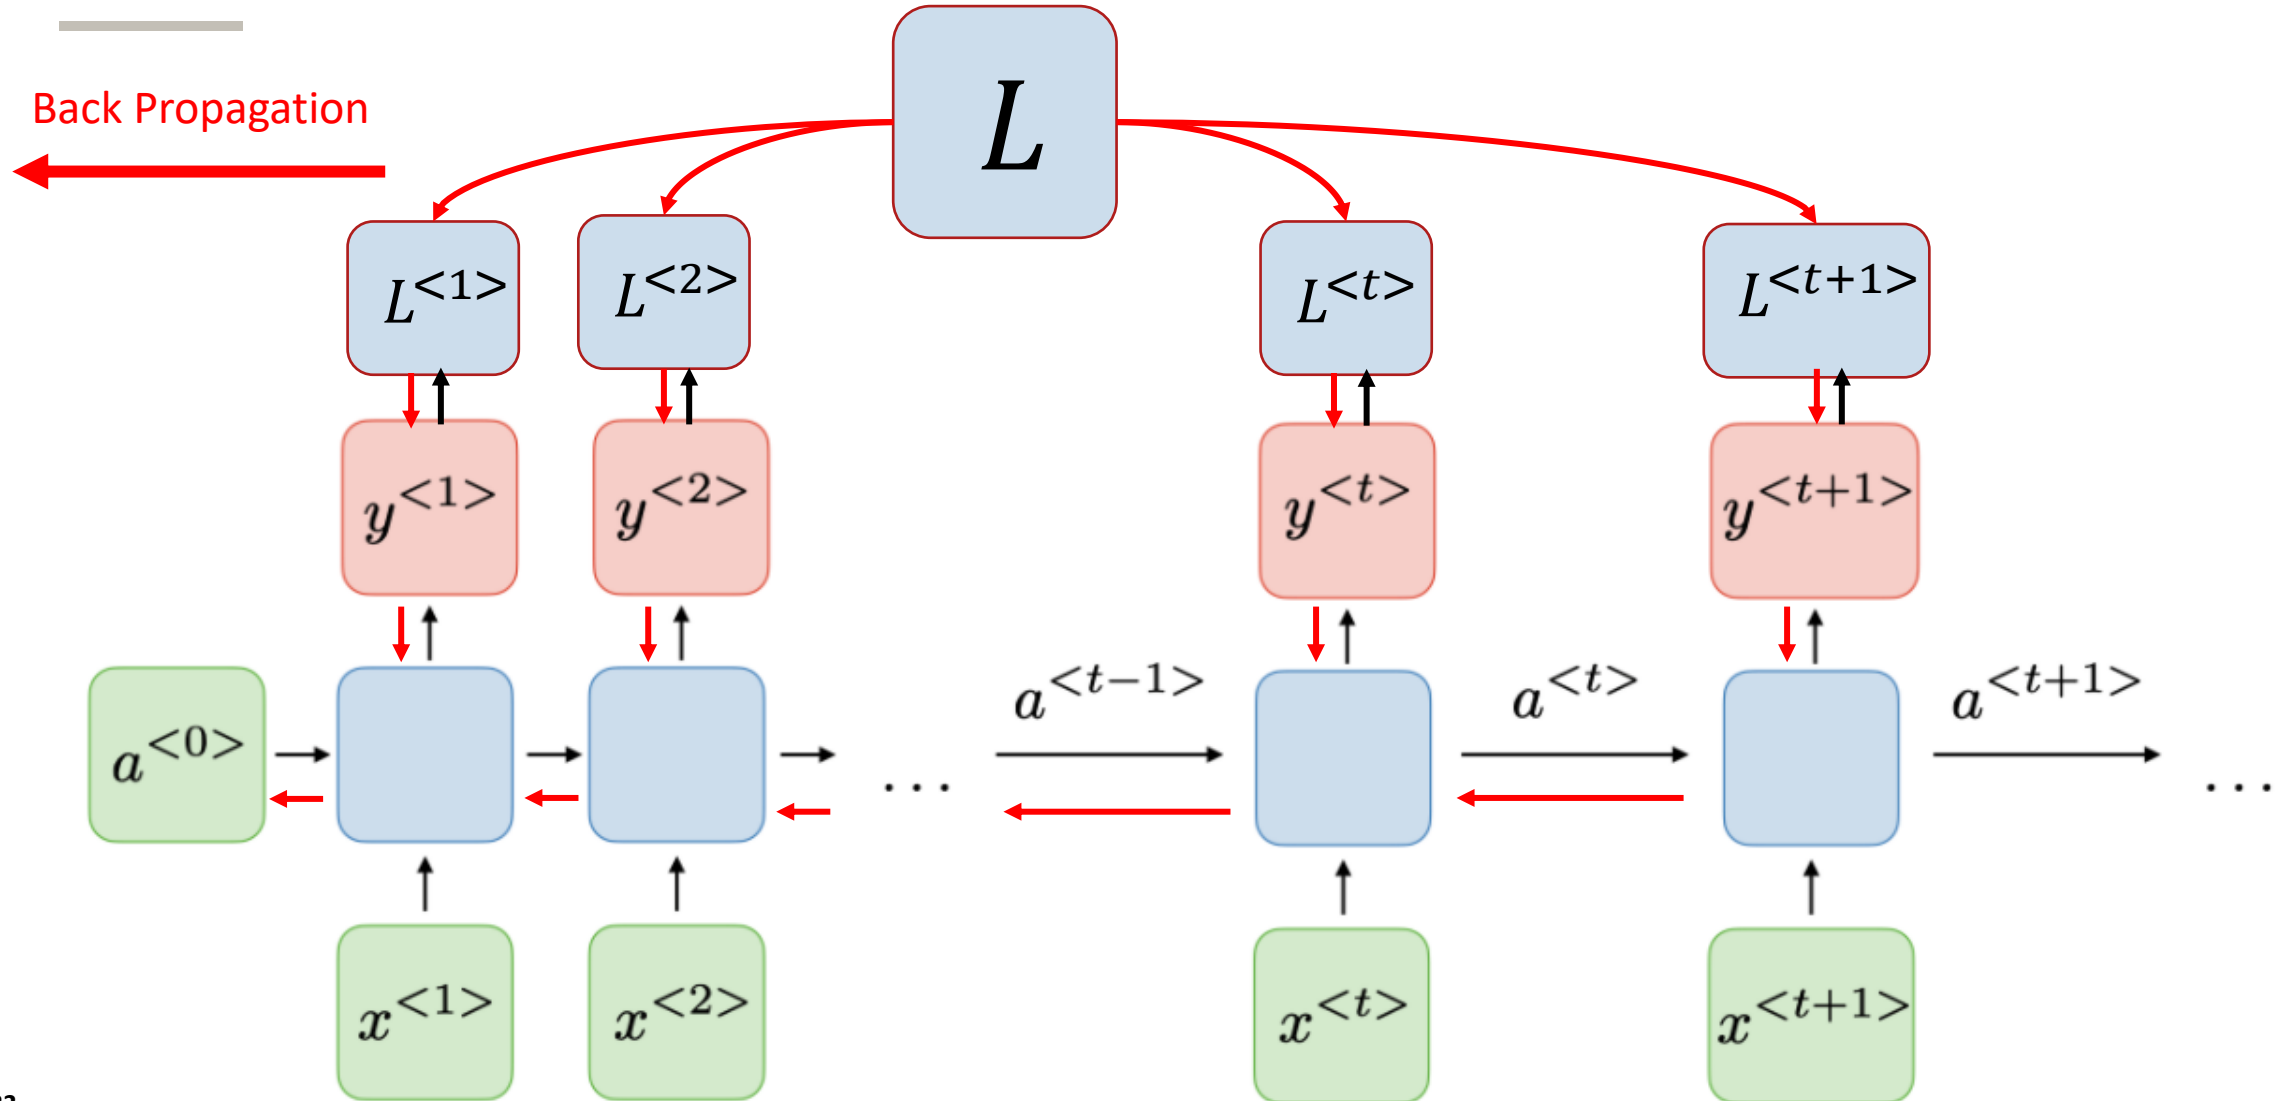 L
Back Propagation
L<1> L<2> L<t> L<t+1>
y<1> y<2> y<t> y<t+1>
a<t−1> a<t> a<t+1>
a<0> ... ...
x<1> x<2> x<t> x<t+1>